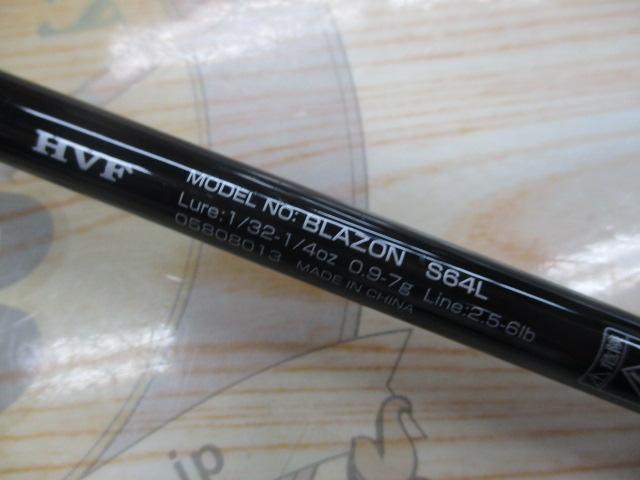 HVF
MODEL NO: BLAZON S64L
Lure:1/32-1/4oz 0.9-7g Line:2.5-6lb
05808013 MADE IN CHINA
jp